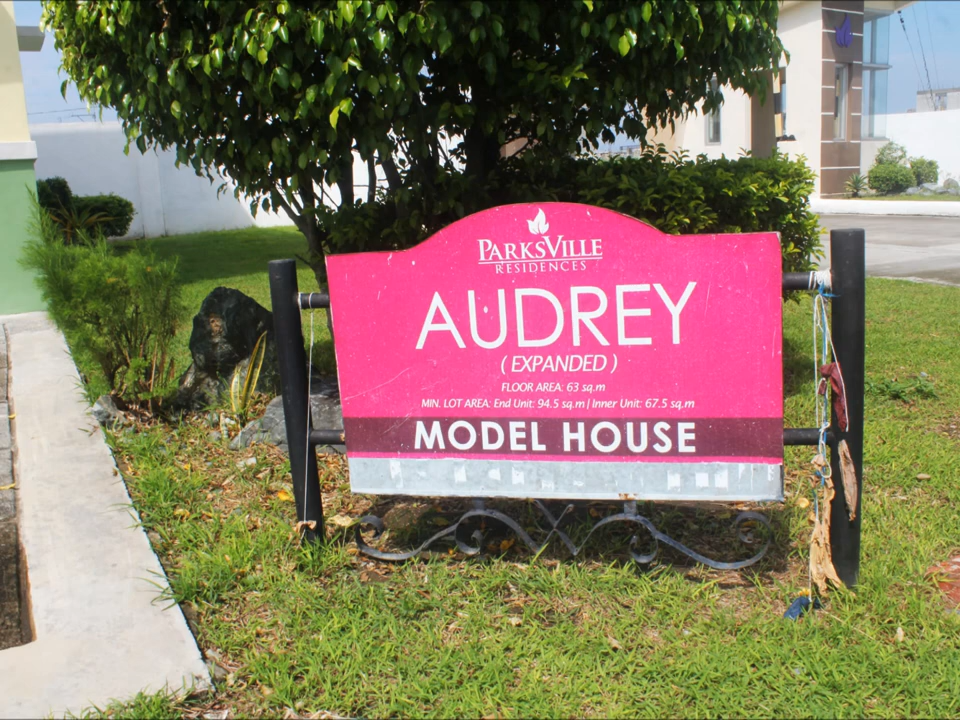 PARKSVILLE
RESIDENCES
AUDREY
( EXPANDED )
FLOOR AREA: 63 sq.m
MIN. LOT AREA: End Unit: 94.5 sq.m | Inner Unit: 67.5 sq.m
MODEL HOUSE